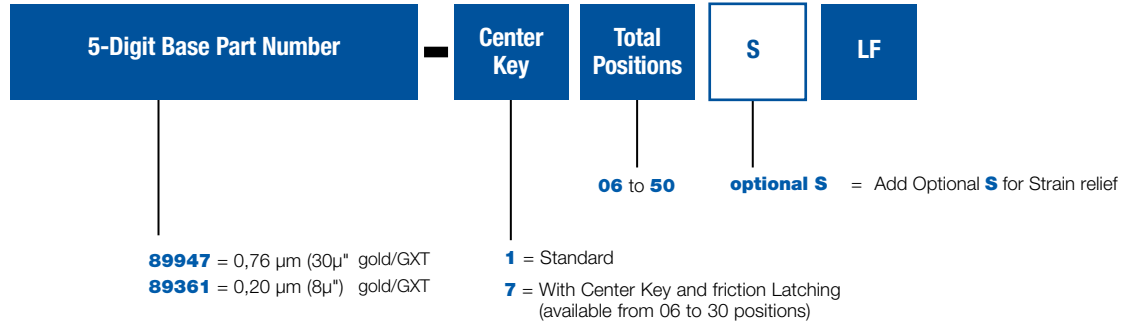 5-Digit Base Part Number
-
Center
Key
Total
Positions
S
LF
06 to 50
optional S = Add Optional S for Strain relief
89947 = 0,76 µm (30µ" gold/GXT
89361 = 0,20 µm (8µ") gold/GXT
1 = Standard
7 = With Center Key and friction Latching
(available from 06 to 30 positions)